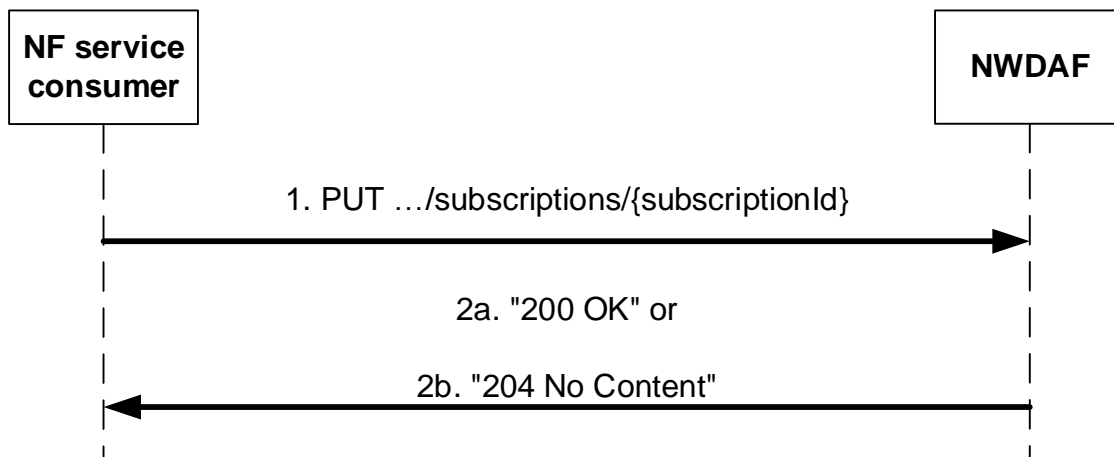 NF service
consumer
NWDAF
1. PUT …/subscriptions/{subscriptionId}
2a. "200 OK" or
2b. "204 No Content"